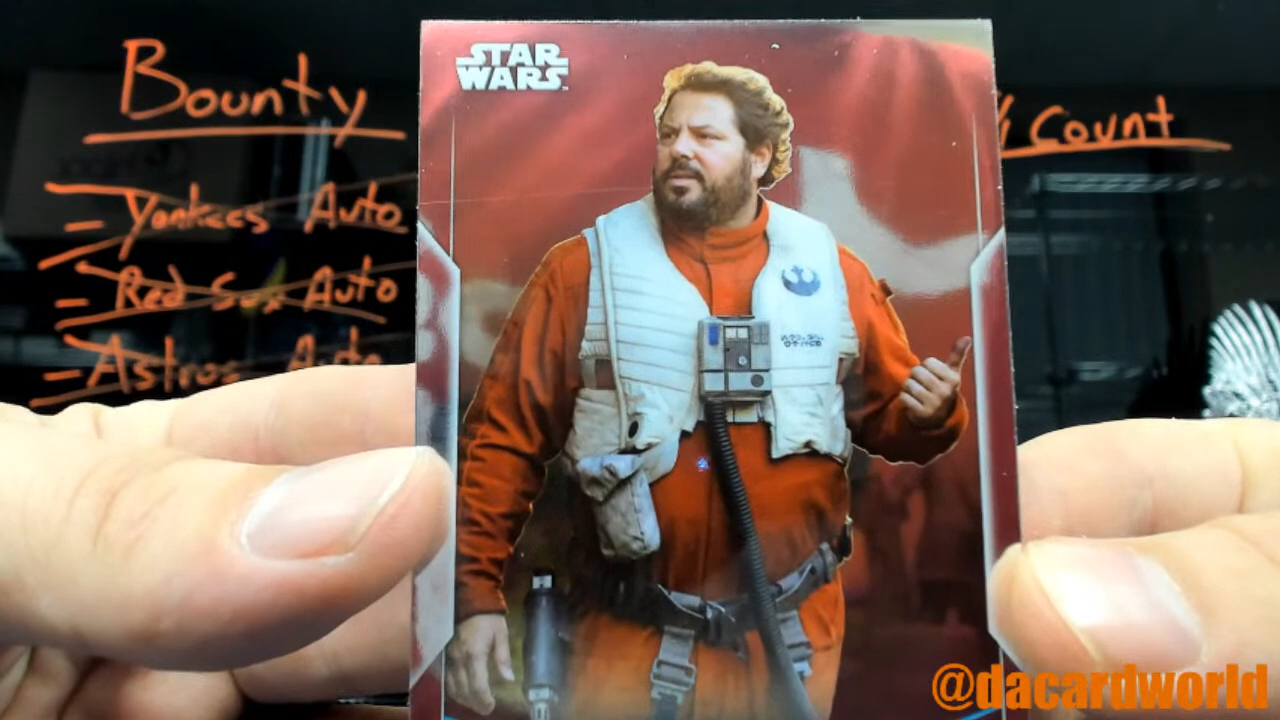 Bounty
- Yankees Auto
- Red Sox Auto
- Astros Auto
STAR
WARS
Count
@dacardworld